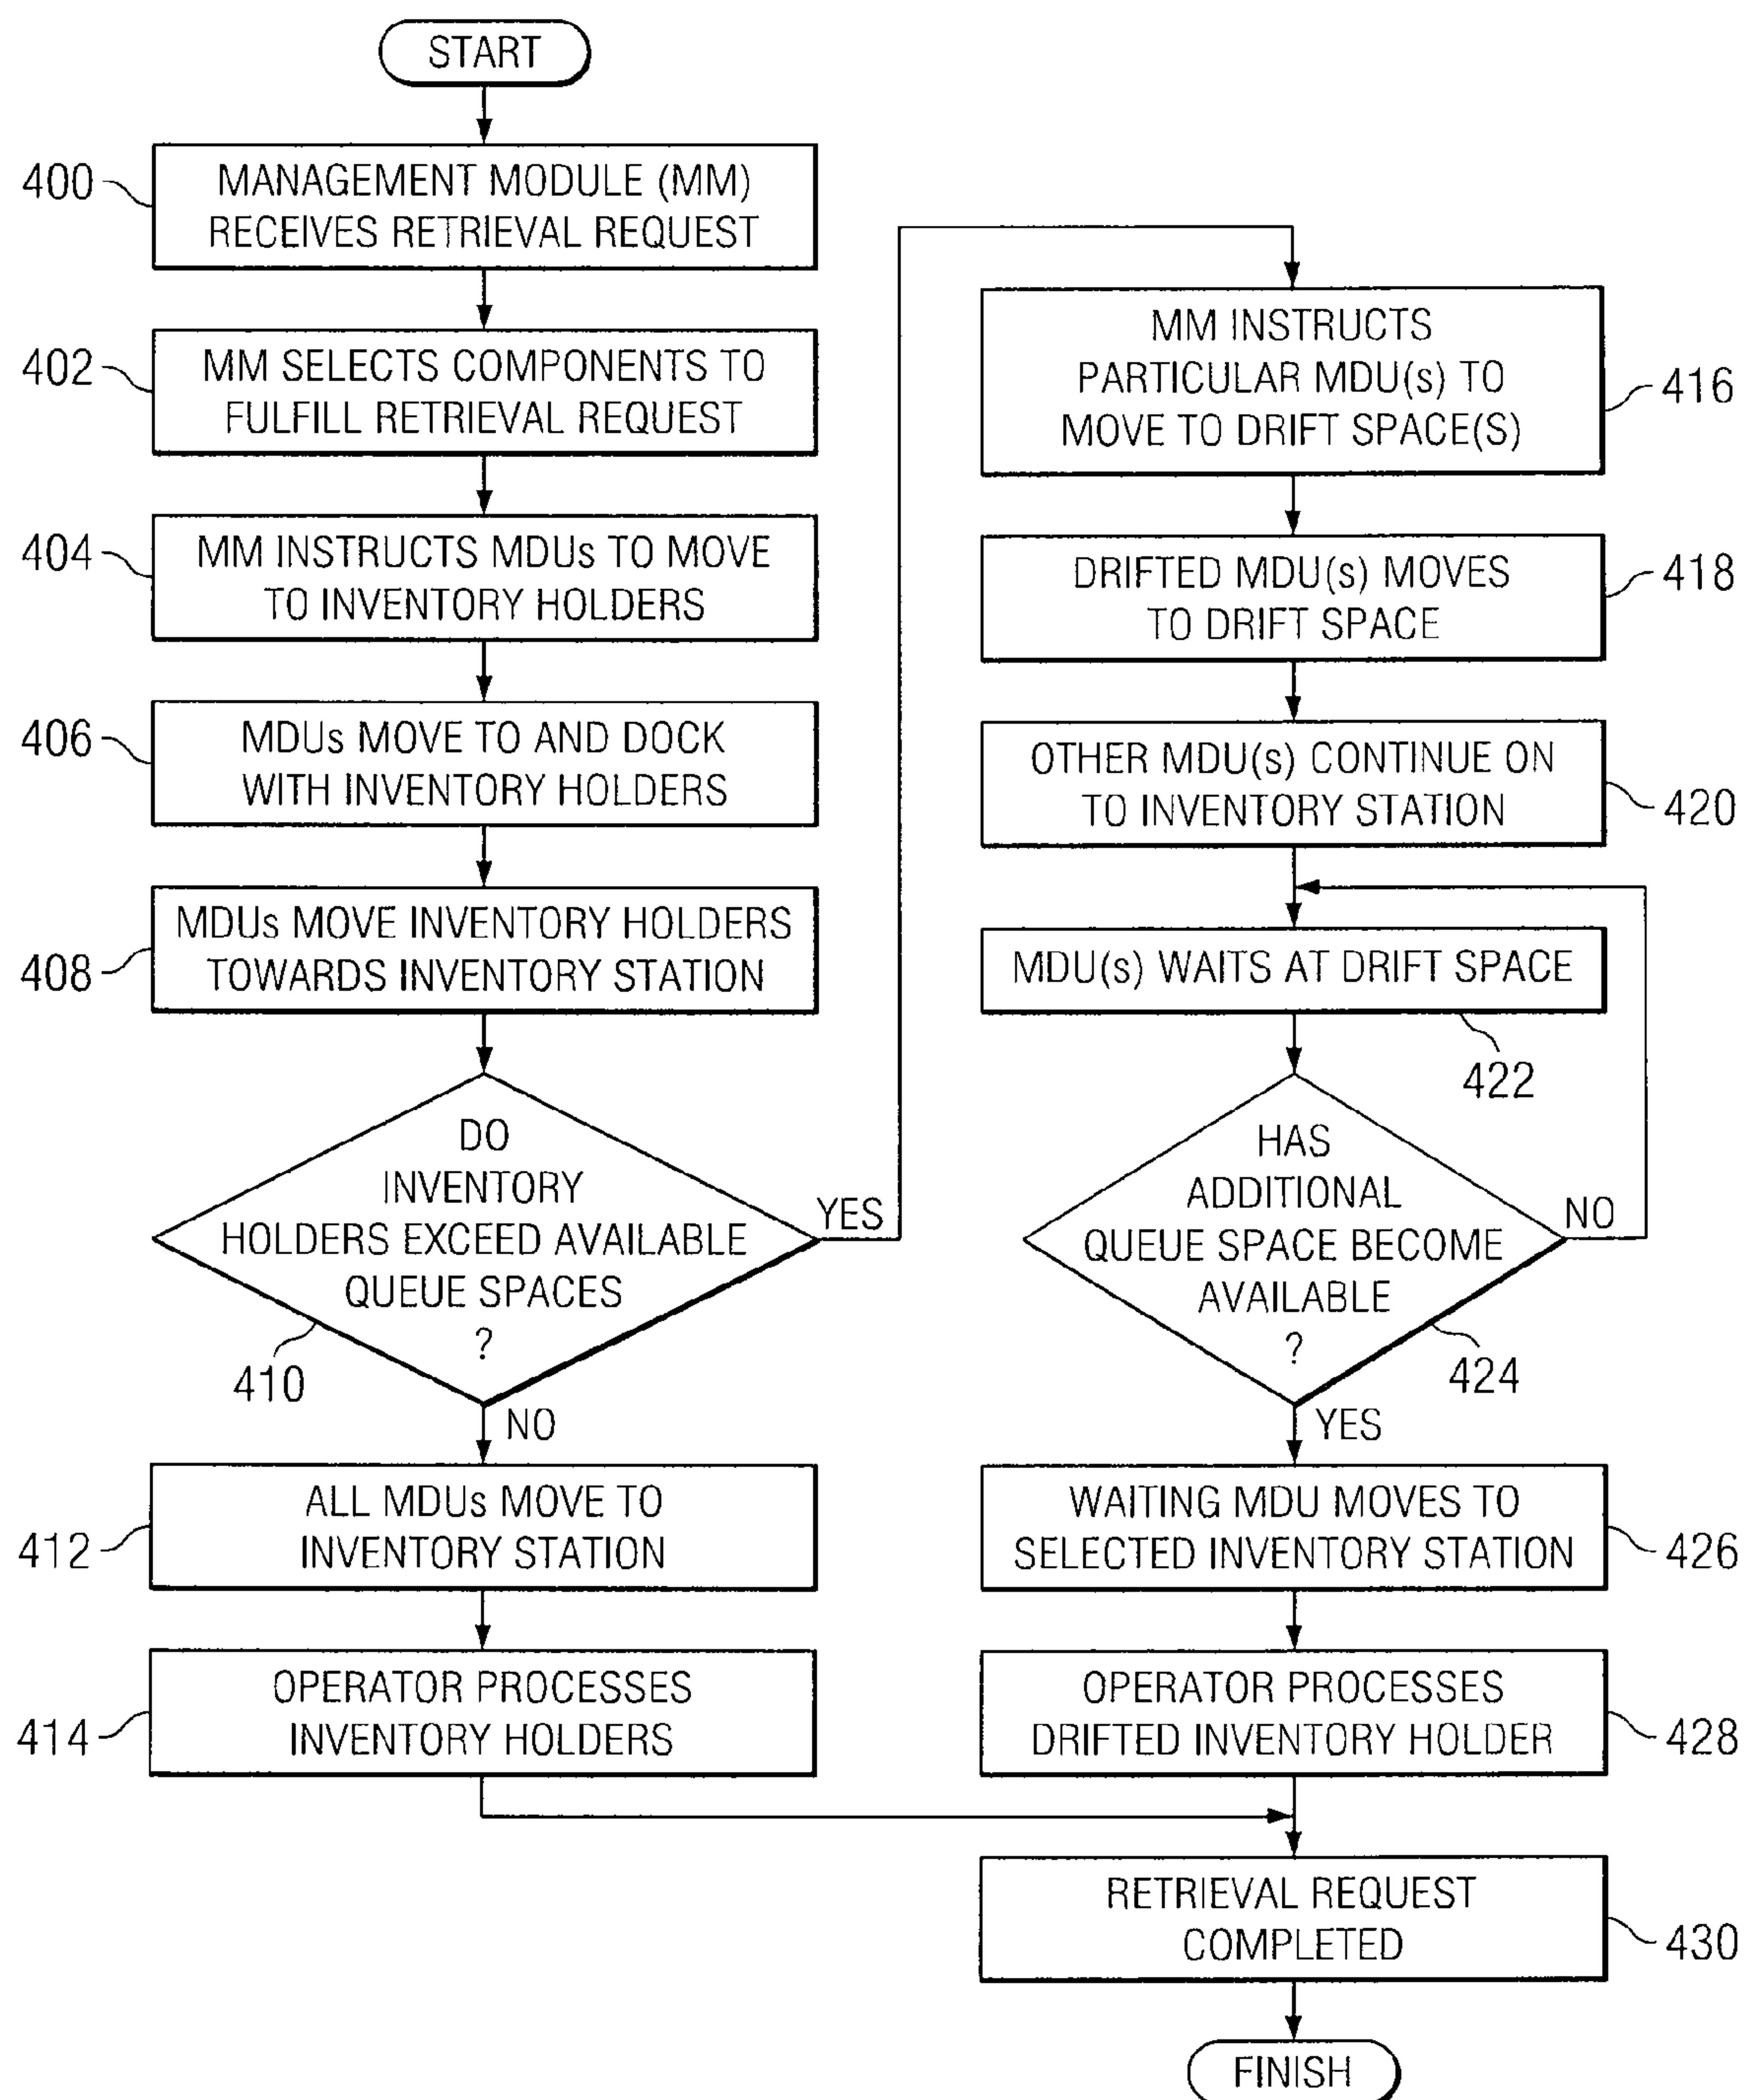 START
400
MANAGEMENT MODULE (MM)
RECEIVES RETRIEVAL REQUEST
402
MM SELECTS COMPONENTS TO
FULFILL RETRIEVAL REQUEST
404
MM INSTRUCTS MDUs TO MOVE
TO INVENTORY HOLDERS
406
MDUs MOVE TO AND DOCK
WITH INVENTORY HOLDERS
408
MDUs MOVE INVENTORY HOLDERS
TOWARDS INVENTORY STATION
DO
INVENTORY
HOLDERS EXCEED AVAILABLE
QUEUE SPACES
?
410
YES
NO
412
ALL MDUs MOVE TO
INVENTORY STATION
414
OPERATOR PROCESSES
INVENTORY HOLDERS
MM INSTRUCTS
PARTICULAR MDU(s) TO
MOVE TO DRIFT SPACE(S)
416
DRIFTED MDU(s) MOVES
TO DRIFT SPACE
418
OTHER MDU(s) CONTINUE ON
TO INVENTORY STATION
420
MDU(s) WAITS AT DRIFT SPACE
422
HAS
ADDITIONAL
QUEUE SPACE BECOME
AVAILABLE
?
NO
424
YES
WAITING MDU MOVES TO
SELECTED INVENTORY STATION
426
OPERATOR PROCESSES
DRIFTED INVENTORY HOLDER
428
RETRIEVAL REQUEST
COMPLETED
430
FINISH